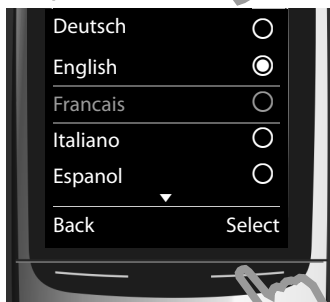 Deutsch
English
Francais
Italiano
Espanol
Back Select